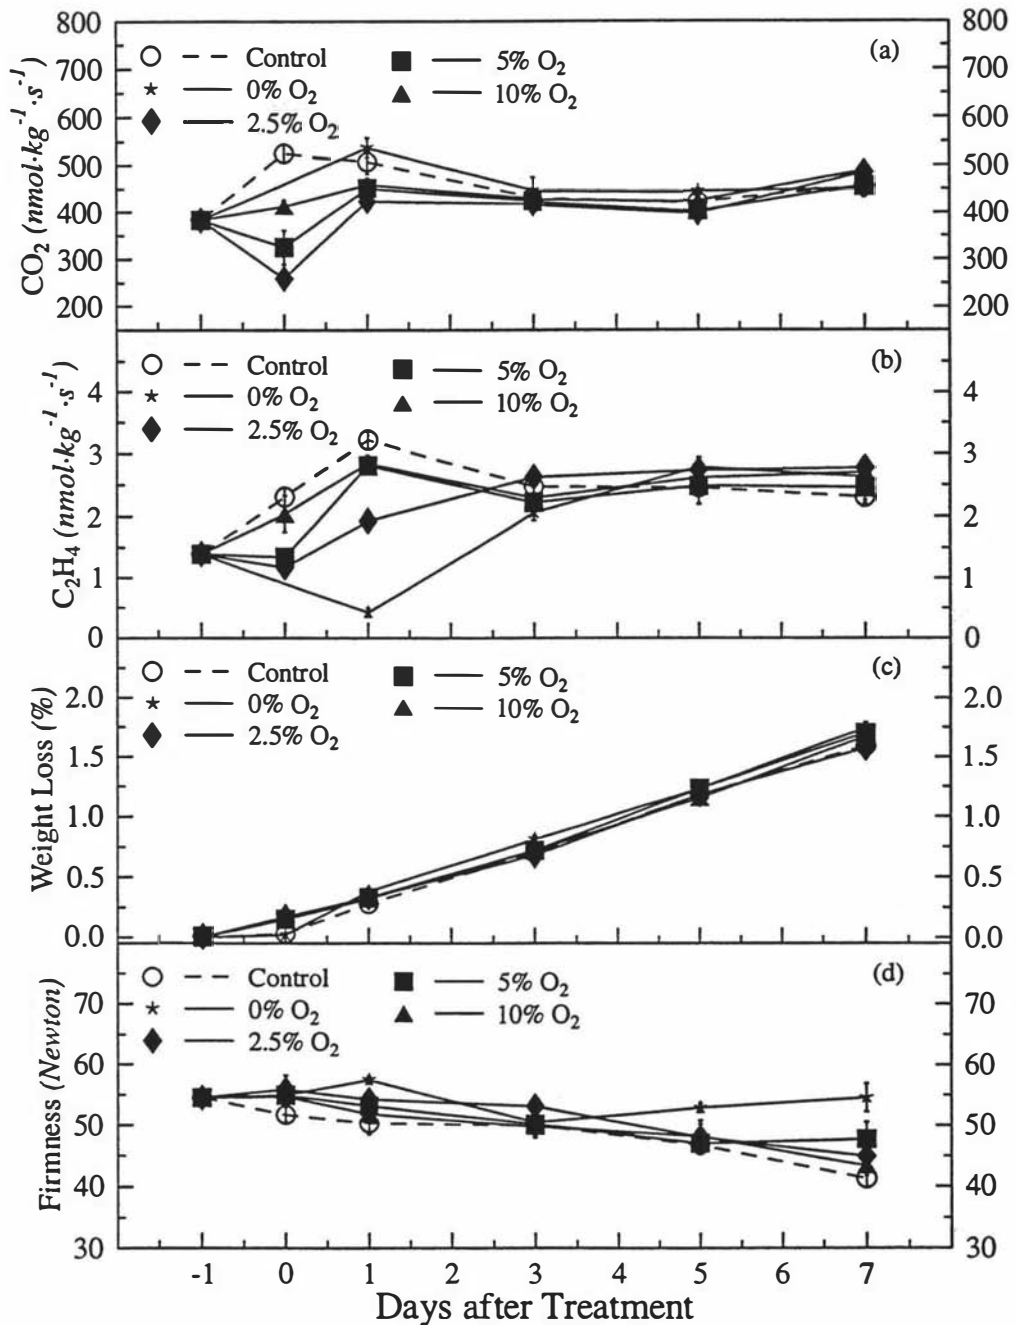 800 800
(a)
Control 5% O₂
700 700
0% O₂ 10% O₂
600 600
2.5% O₂
500 500
400 400
300 300
200 200
CO₂ (nmol·kg⁻¹·s⁻¹)
(b)
Control 5% O₂
4 4
0% O₂ 10% O₂
2.5% O₂
3 3
2 2
1 1
0 0
C₂H₄ (nmol·kg⁻¹·s⁻¹)
(c)
Control 5% O₂
2.0 2.0
0% O₂ 10% O₂
2.5% O₂
1.5 1.5
1.0 1.0
0.5 0.5
0.0 0.0
Weight Loss (%)
(d)
Control 5% O₂
70 70
0% O₂ 10% O₂
2.5% O₂
60 60
50 50
40 40
30 30
Firmness (Newton)
-1 0 1 3 5 6 7
Days after Treatment